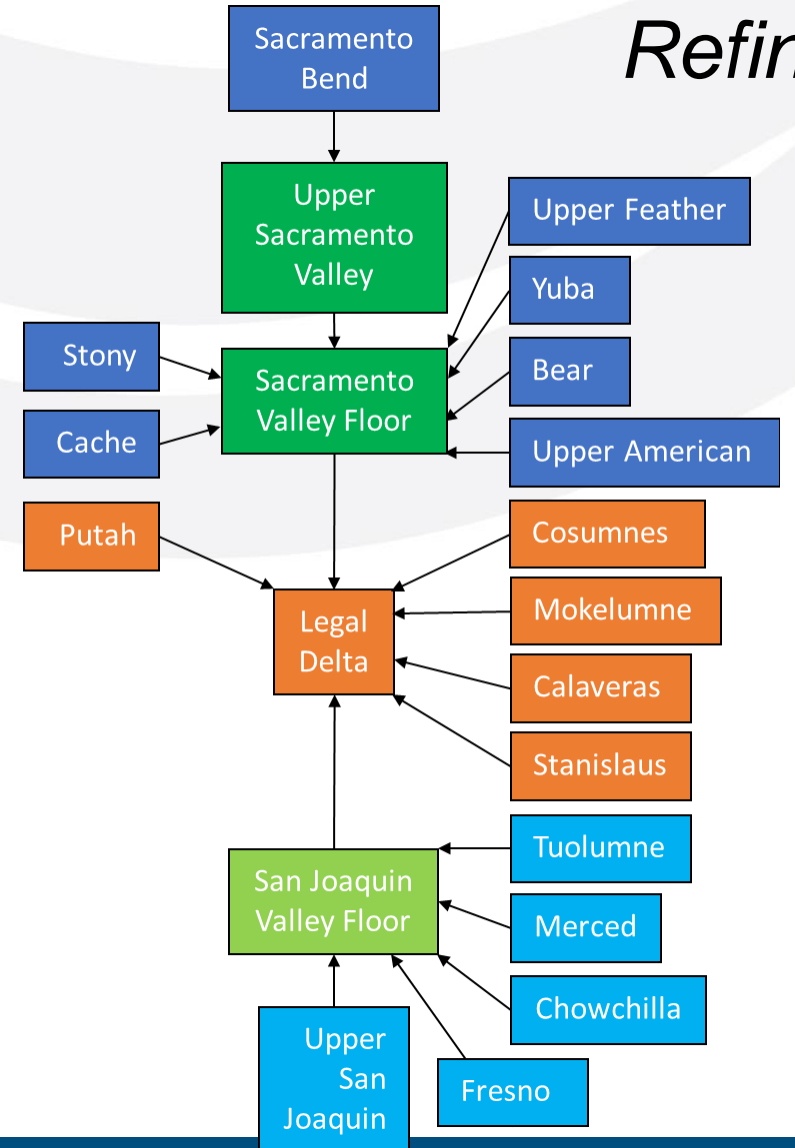 Refin
Sacramento
Bend
Upper
Sacramento
Valley
Upper Feather
Yuba
Stony
Sacramento
Valley Floor
Bear
Cache
Upper American
Putah
Cosumnes
Legal
Delta
Mokelumne
Calaveras
Stanislaus
Tuolumne
San Joaquin
Valley Floor
Merced
Chowchilla
Upper
San
Joaquin
Fresno